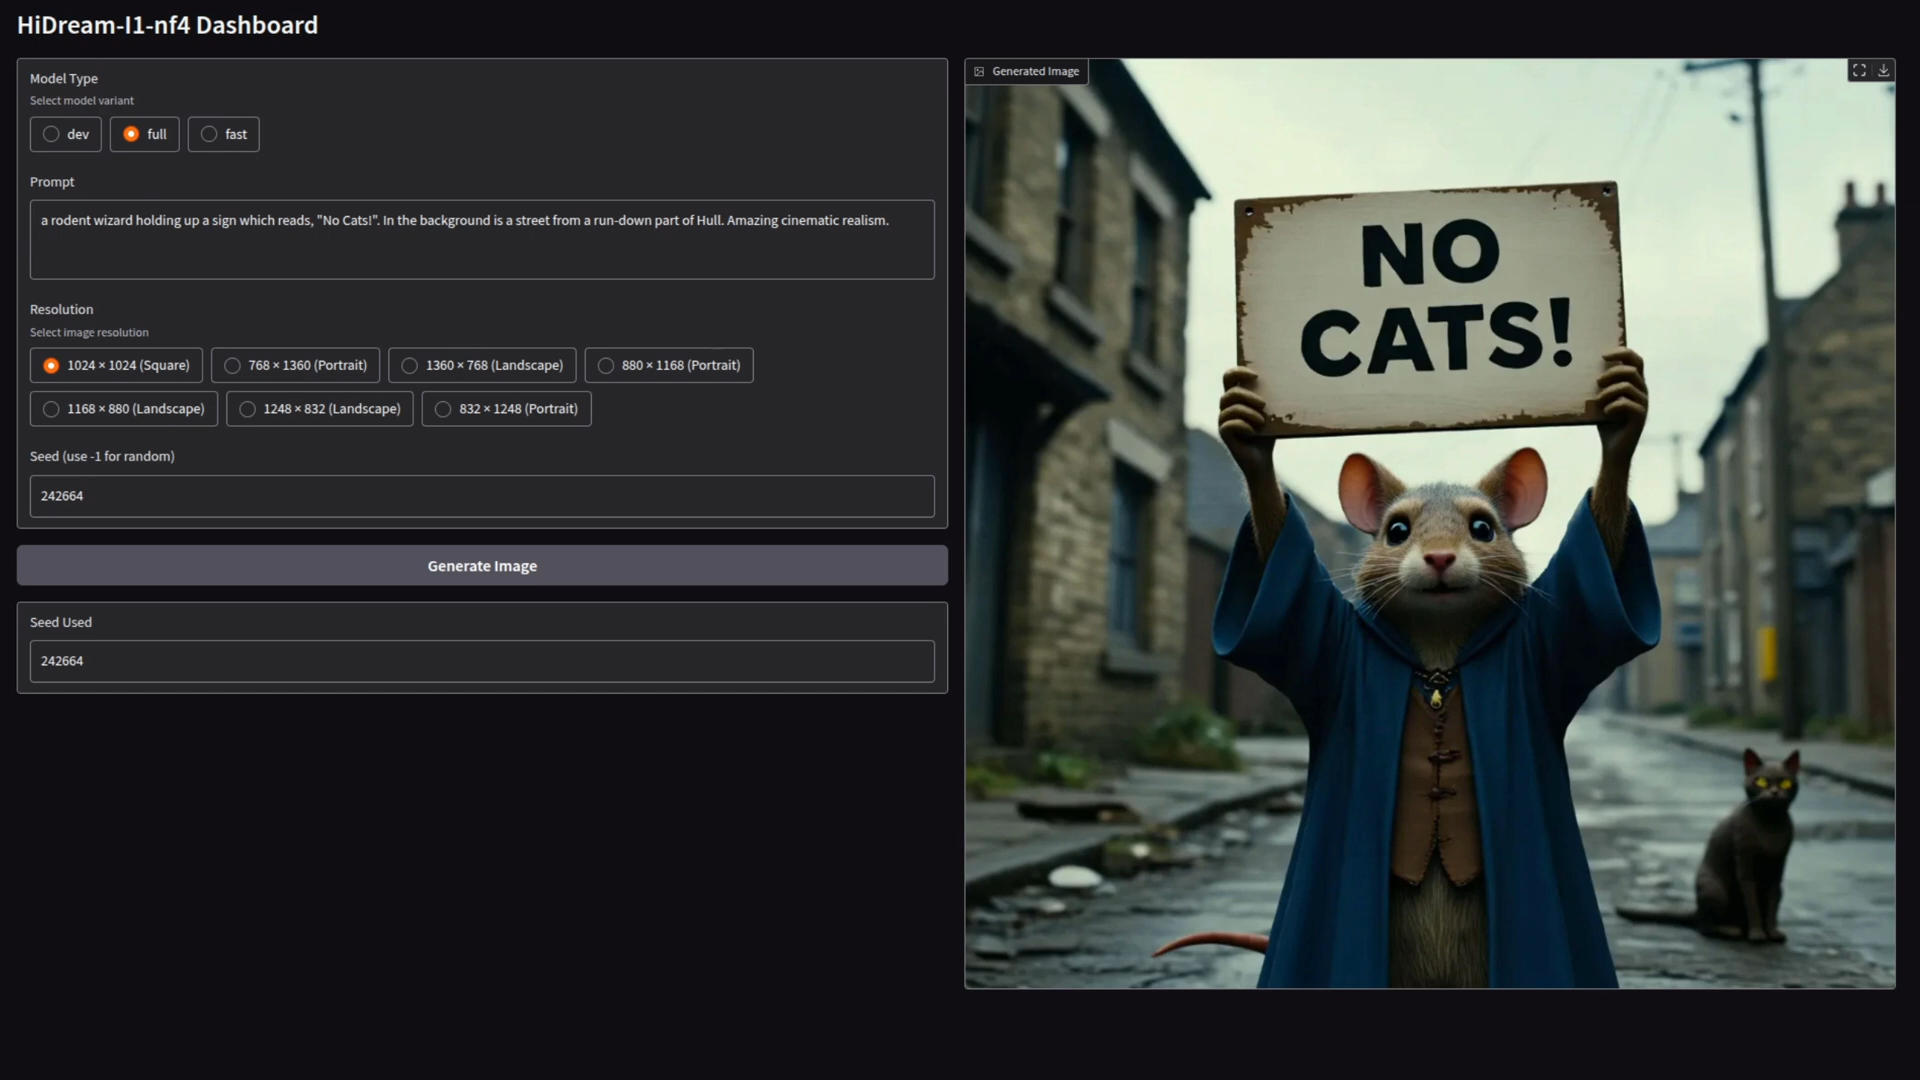 HiDream-I1-nf4 Dashboard
Model Type
Select model variant
dev
full
fast
Prompt
a rodent wizard holding up a sign which reads, "No Cats!". In the background is a street from a run-down part of Hull. Amazing cinematic realism.
Resolution
Select image resolution
1024 × 1024 (Square)
768 × 1360 (Portrait)
1360 × 768 (Landscape)
880 × 1168 (Portrait)
1168 × 880 (Landscape)
1248 × 832 (Landscape)
832 × 1248 (Portrait)
Seed (use -1 for random)
242664
Generate Image
Seed Used
242664
Generated Image
NO
CATS!